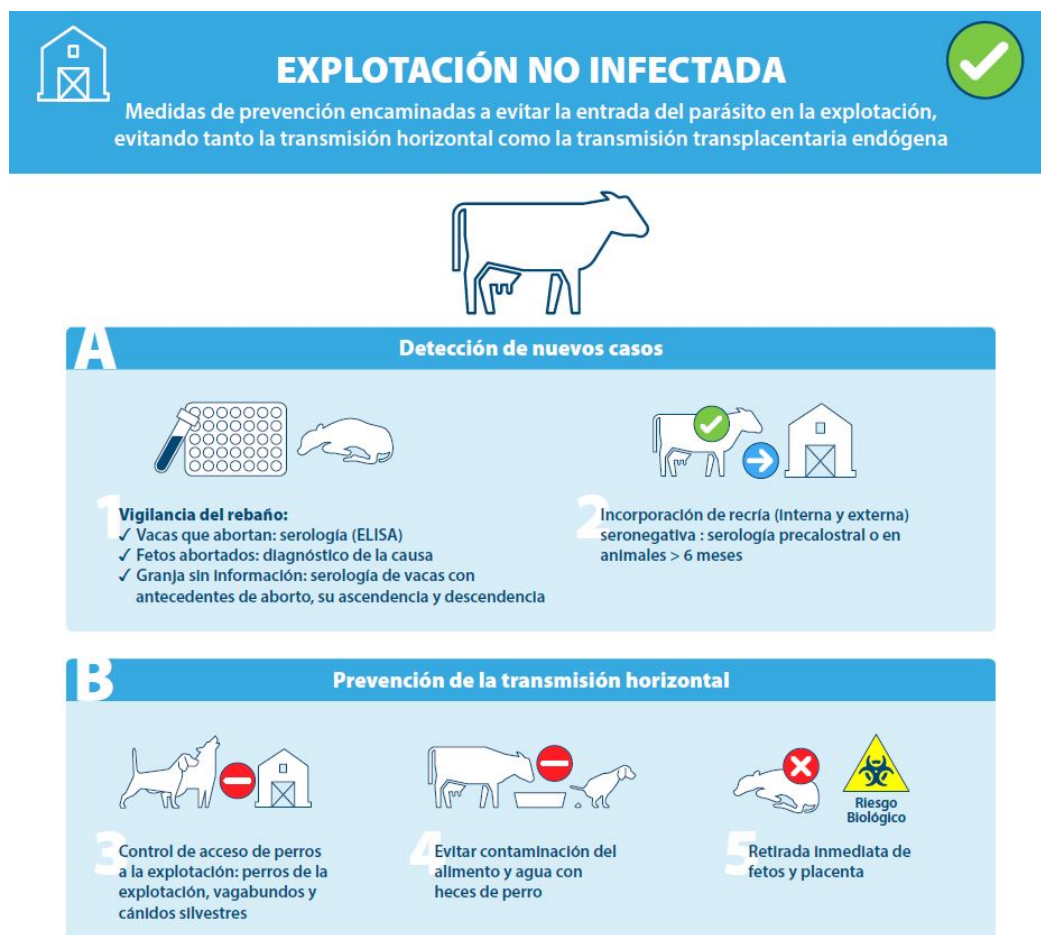 EXPLOTACIÓN NO INFECTADA
Medidas de prevención encaminadas a evitar la entrada del parásito en la explotación,
evitando tanto la transmisión horizontal como la transmisión transplacentaria endógena
A
Detección de nuevos casos
1
Vigilancia del rebaño:
✓ Vacas que abortan: serología (ELISA)
✓ Fetos abortados: diagnóstico de la causa
✓ Granja sin información: serología de vacas con
antecedentes de aborto, su ascendencia y descendencia
2
Incorporación de recría (interna y externa)
seronegativa : serología precalostral o en
animales > 6 meses
B
Prevención de la transmisión horizontal
3
Control de acceso de perros
a la explotación: perros de la
explotación, vagabundos y
cánidos silvestres
4
Evitar contaminación del
alimento y agua con
heces de perro
Riesgo
Biológico
5
Retirada inmediata de
fetos y placenta